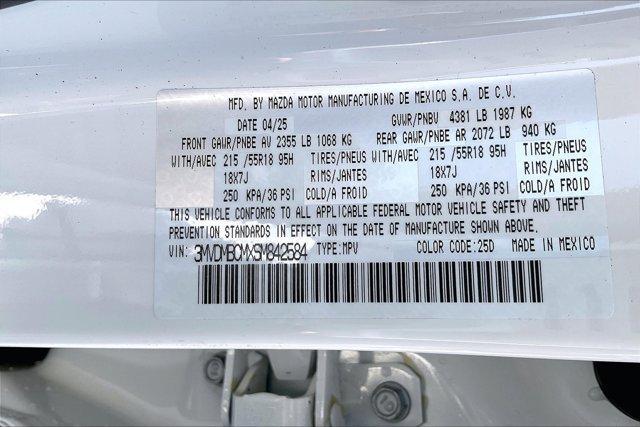 MFD. BY MAZDA MOTOR MANUFACTURING DE MEXICO S.A. DE C.V.
DATE 04/25 GVWR/PNBV 4381 LB 1987 KG
FRONT GAWR/PNBE AV 2355 LB 1068 KG REAR GAWR/PNBE AR 2072 LB 940 KG
WITH/AVEC 215 /55R18 95H TIRES/PNEUS WITH/AVEC 215 /55R18 95H TIRES/PNEUS
18X7J RIMS/JANTES 18X7J RIMS/JANTES
250 KPA/36 PSI COLD/A FROID 250 KPA/36 PSI COLD/A FROID
THIS VEHICLE CONFORMS TO ALL APPLICABLE FEDERAL MOTOR VEHICLE SAFETY AND THEFT
PREVENTION STANDARDS IN EFFECT ON THE DATE OF MANUFACTURE SHOWN ABOVE.
VIN: 3MVDMBCMXSM842584 TYPE: MPV COLOR CODE: 25D MADE IN MEXICO